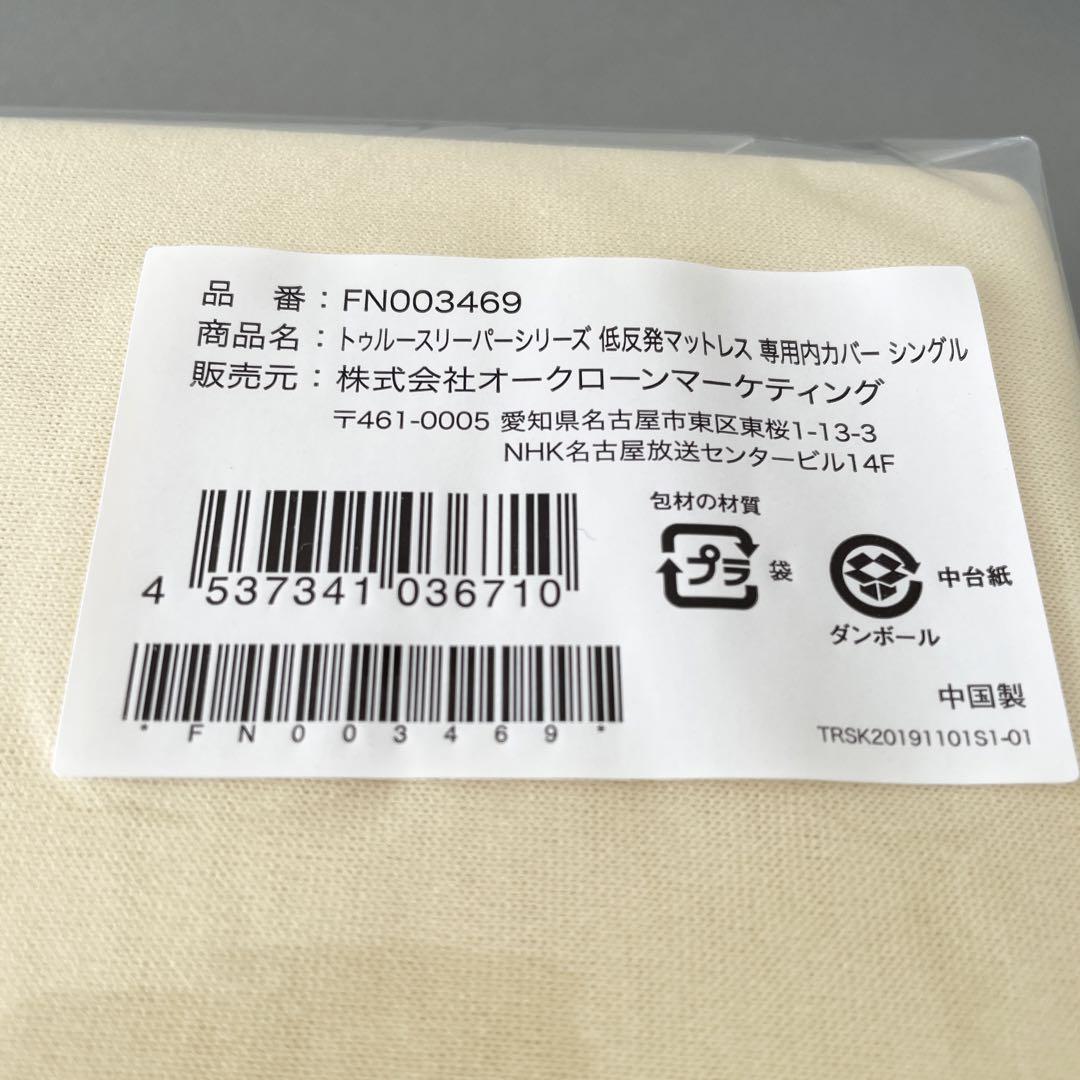 品 番：FN003469
商品名：トゥルースリーパーシリーズ 低反発マットレス 専用内カバー シングル
販売元：株式会社オークローンマーケティング
〒461-0005 愛知県名古屋市東区東桜1-13-3
NHK名古屋放送センタービル14F
包材の材質
プラ 袋
中台紙
ダンボール
4 537341 036710
*FN003469*
中国製
TRSK20191101S1-01